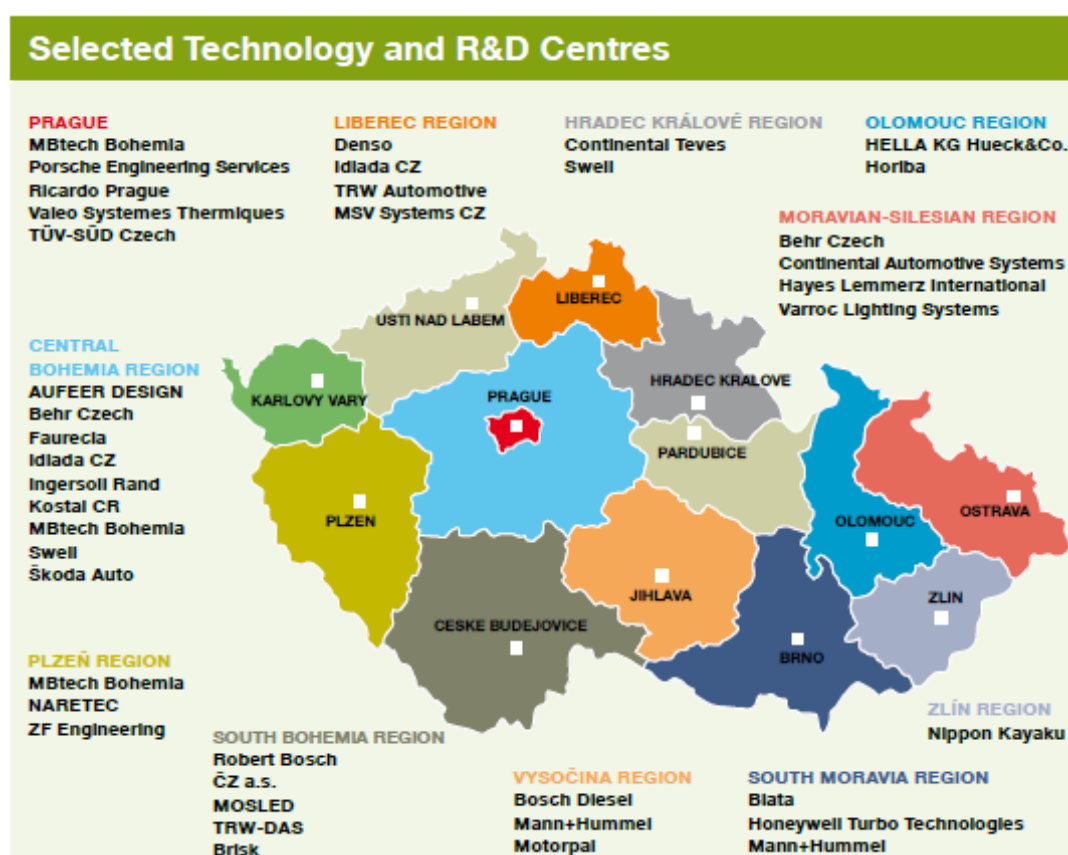 Selected Technology and R&D Centres
PRAGUE
MBtech Bohemia
Porsche Engineering Services
Ricardo Prague
Valeo Systemes Thermiques
TÜV-SÜD Czech
LIBEREC REGION
Denso
Idiada CZ
TRW Automotive
MSV Systems CZ
HRADEC KRÁLOVÉ REGION
Continental Teves
Swell
OLOMOUC REGION
HELLA KG Hueck&Co.
Horiba
MORAVIAN-SILESIAN REGION
Behr Czech
Continental Automotive Systems
Hayes Lemmerz International
Varroc Lighting Systems
CENTRAL
BOHEMIA REGION
AUFEER DESIGN
Behr Czech
Faurecia
Idiada CZ
Ingersoll Rand
Kostal CR
MBtech Bohemia
Swell
Škoda Auto
LIBEREC
USTI NAD LABEM
KARLOVY VARY
PRAGUE
HRADEC KRALOVE
PARDUBICE
PLZEN
OLOMOUC
OSTRAVA
JIHLAVA
ZLIN
CESKE BUDEJOVICE
BRNO
PLZEŇ REGION
MBtech Bohemia
NARETEC
ZF Engineering
SOUTH BOHEMIA REGION
Robert Bosch
ČZ a.s.
MOSLED
TRW-DAS
Brisk
VYSOČINA REGION
Bosch Diesel
Mann+Hummel
Motorpal
SOUTH MORAVIA REGION
Blata
Honeywell Turbo Technologies
Mann+Hummel
ZLÍN REGION
Nippon Kayaku